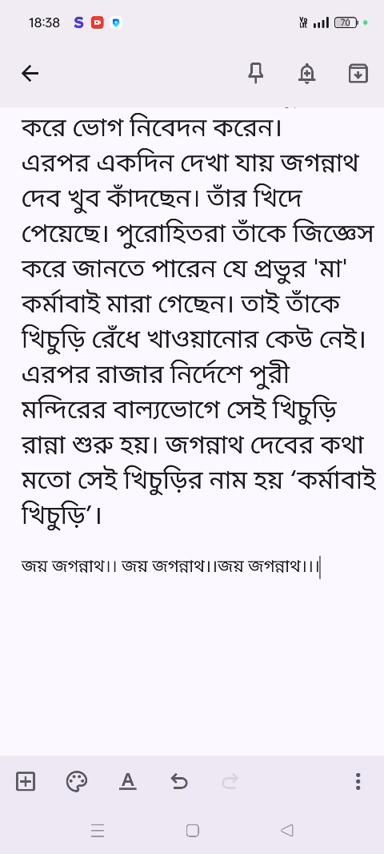 18:38
70
করে ভোগ নিবেদন করেন।
এরপর একদিন দেখা যায় জগন্নাথ
দেব খুব কাঁদছেন। তাঁর খিদে
পেয়েছে। পুরোহিতরা তাঁকে জিজ্ঞেস
করে জানতে পারেন যে প্রভুর 'মা'
কর্মাবাই মারা গেছেন। তাই তাঁকে
খিচুড়ি রেঁধে খাওয়ানোর কেউ নেই।
এরপর রাজার নির্দেশে পুরী
মন্দিরের বাল্যভোগে সেই খিচুড়ি
রান্না শুরু হয়। জগন্নাথ দেবের কথা
মতো সেই খিচুড়ির নাম হয় ‘কর্মাবাই
খিচুড়ি’।
জয় জগন্নাথ।। জয় জগন্নাথ।।জয় জগন্নাথ।।।